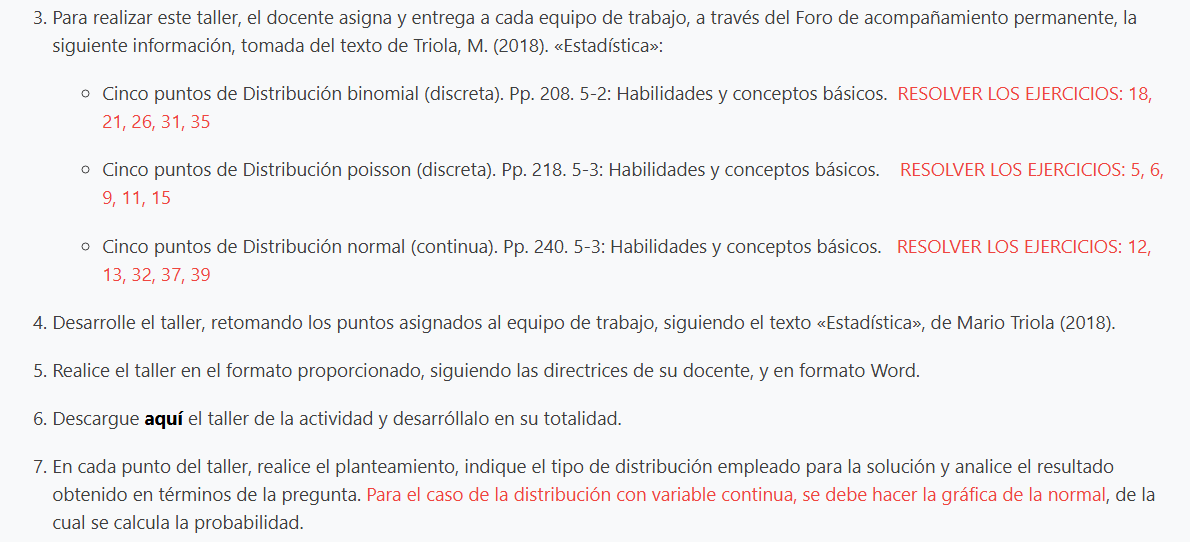 3. Para realizar este taller, el docente asigna y entrega a cada equipo de trabajo, a través del Foro de acompañamiento permanente, la
siguiente información, tomada del texto de Triola, M. (2018). «Estadística»:
○ Cinco puntos de Distribución binomial (discreta). Pp. 208. 5-2: Habilidades y conceptos básicos. RESOLVER LOS EJERCICIOS: 18,
21, 26, 31, 35
○ Cinco puntos de Distribución poisson (discreta). Pp. 218. 5-3: Habilidades y conceptos básicos. RESOLVER LOS EJERCICIOS: 5, 6,
9, 11, 15
○ Cinco puntos de Distribución normal (continua). Pp. 240. 5-3: Habilidades y conceptos básicos. RESOLVER LOS EJERCICIOS: 12,
13, 32, 37, 39
4. Desarrolle el taller, retomando los puntos asignados al equipo de trabajo, siguiendo el texto «Estadística», de Mario Triola (2018).
5. Realice el taller en el formato proporcionado, siguiendo las directrices de su docente, y en formato Word.
6. Descargue aquí el taller de la actividad y desarróllalo en su totalidad.
7. En cada punto del taller, realice el planteamiento, indique el tipo de distribución empleado para la solución y analice el resultado
obtenido en términos de la pregunta. Para el caso de la distribución con variable continua, se debe hacer la gráfica de la normal, de la
cual se calcula la probabilidad.